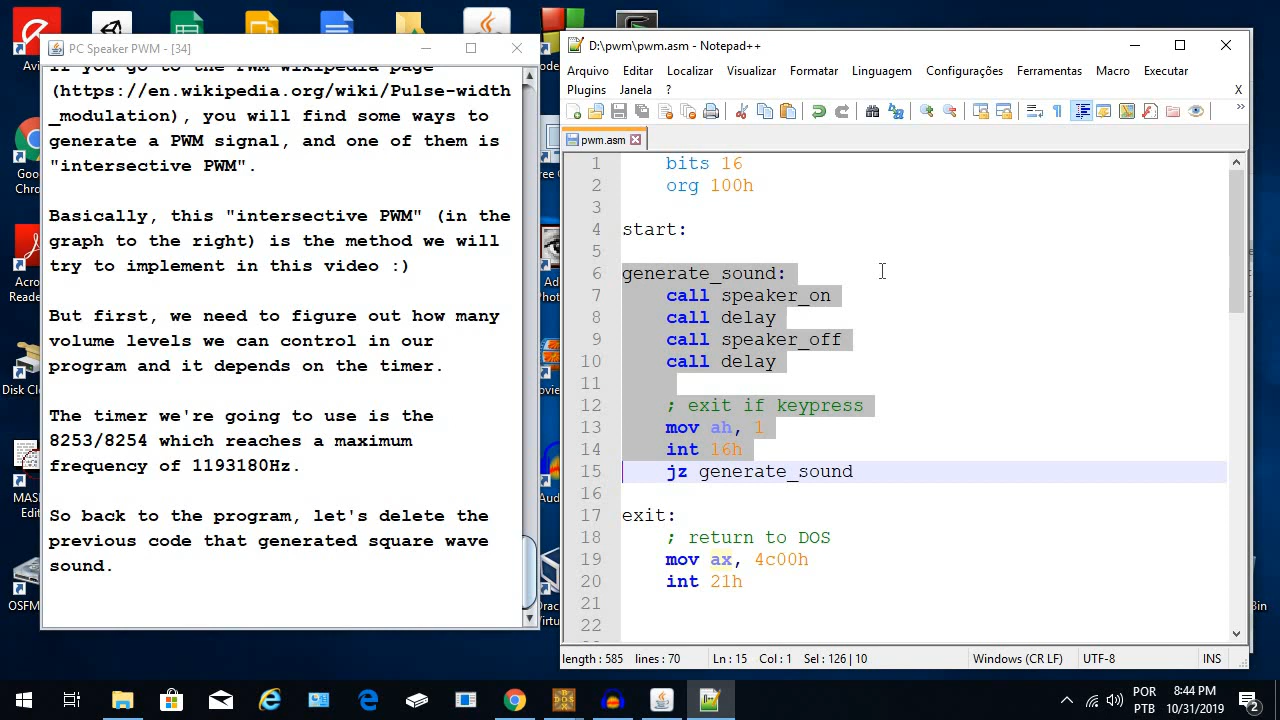 Avi
Goo
Chro
Acro
Reade
Disk Cle
MAS
Edit
OSFM
PC Speaker PWM - [34]
If you go to the PWM wikipedia page
(https://en.wikipedia.org/wiki/Pulse-width
_modulation), you will find some ways to
generate a PWM signal, and one of them is
"intersective PWM".
Basically, this "intersective PWM" (in the
graph to the right) is the method we will
try to implement in this video :)
But first, we need to figure out how many
volume levels we can control in our
program and it depends on the timer.
The timer we're going to use is the
8253/8254 which reaches a maximum
frequency of 1193180Hz.
So back to the program, let's delete the
previous code that generated square wave
sound.
D:\pwm\pwm.asm - Notepad++
Arquivo Editar Localizar Visualizar Formatar Linguagem Configurações Ferramentas Macro Executar
Plugins Janela ? X
pwm.asm
1 bits 16
2 org 100h
3
4 start:
5
6 generate_sound:
7 call speaker_on
8 call delay
9 call speaker_off
10 call delay
11
12 ; exit if keypress
13 mov ah, 1
14 int 16h
15 jz generate_sound
16
17 exit:
18 ; return to DOS
19 mov ax, 4c00h
20 int 21h
21
22
length : 585 lines : 70 Ln : 15 Col : 1 Sel : 126 | 10 Windows (CR LF) UTF-8 INS
POR
PTB
8:44 PM
10/31/2019
2